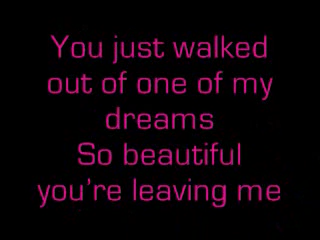 You just walked
out of one of my
dreams
So beautiful
you're leaving me